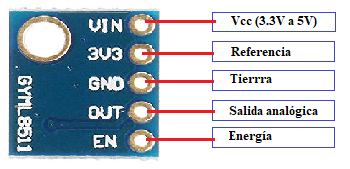 VIN
Vcc (3.3V a 5V)
3V3
Referencia
GND
Tierrra
OUT
Salida analógica
EN
Energía
GYML8511